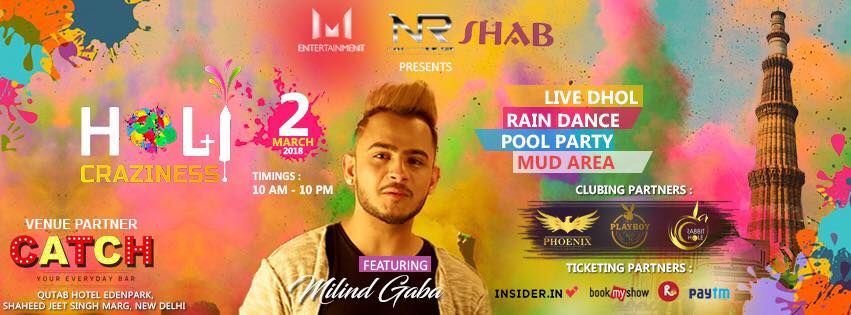 M
ENTERTAINMENT
NR
SHAB
PRESENTS
HOLI
CRAZINESS!
2
MARCH
2018
TIMINGS :
10 AM - 10 PM
LIVE DHOL
RAIN DANCE
POOL PARTY
MUD AREA
VENUE PARTNER
CATCH
YOUR EVERYDAY BAR
QUTAB HOTEL EDENPARK,
SHAHEED JEET SINGH MARG, NEW DELHI
FEATURING
Milind Gaba
CLUBING PARTNERS :
PHOENIX
PLAYBOY
RABBIT
HOLE
TICKETING PARTNERS :
INSIDER.IN
bookmyshow
paytm